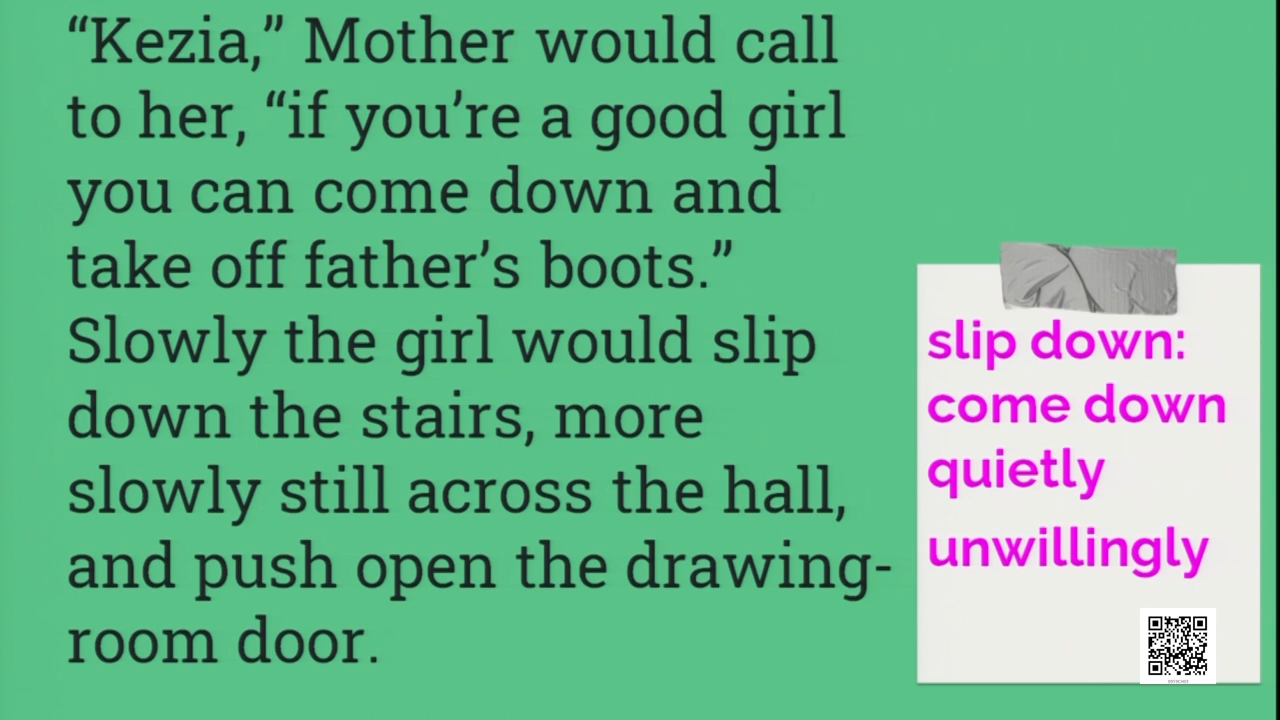 “Kezia,” Mother would call
to her, “if you’re a good girl
you can come down and
take off father’s boots.”
Slowly the girl would slip
down the stairs, more
slowly still across the hall,
and push open the drawing-
room door.
slip down:
come down
quietly
unwillingly